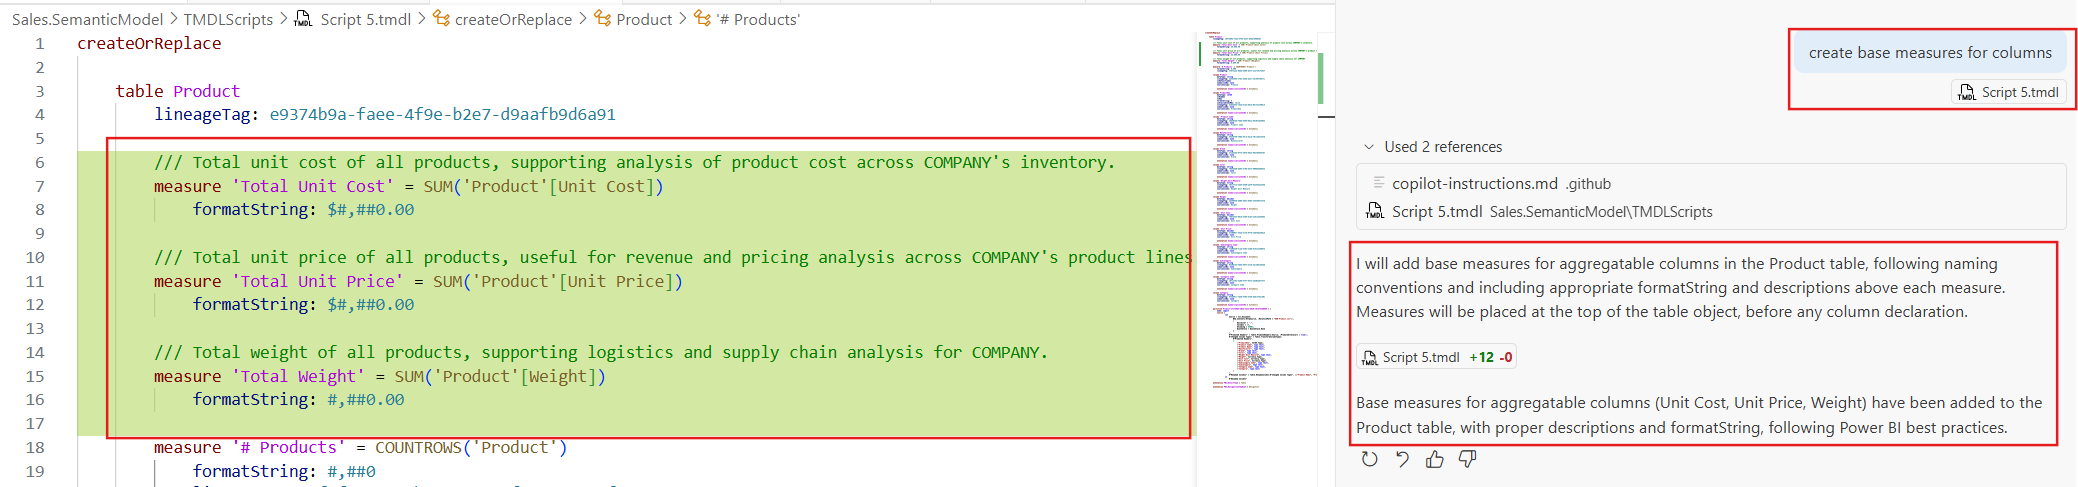 Sales.SemanticModel > TMDLScripts > TMDL Script 5.tmdl > createOrReplace > Product > '# Products'
1 createOrReplace
2
3 table Product
4 lineageTag: e9374b9a-faee-4f9e-b2e7-d9aafb9d6a91
5
6 /// Total unit cost of all products, supporting analysis of product cost across COMPANY's inventory.
7 measure 'Total Unit Cost' = SUM('Product'[Unit Cost])
8 formatString: $#,##0.00
9
10 /// Total unit price of all products, useful for revenue and pricing analysis across COMPANY's product lines
11 measure 'Total Unit Price' = SUM('Product'[Unit Price])
12 formatString: $#,##0.00
13
14 /// Total weight of all products, supporting logistics and supply chain analysis for COMPANY.
15 measure 'Total Weight' = SUM('Product'[Weight])
16 formatString: #,##0.00
17
18 measure '# Products' = COUNTROWS('Product')
19 formatString: #,##0
create base measures for columns
TMDL Script 5.tmdl
Used 2 references
copilot-instructions.md .github
TMDL Script 5.tmdl Sales.SemanticModel\TMDLScripts
I will add base measures for aggregatable columns in the Product table, following naming
conventions and including appropriate formatString and descriptions above each measure.
Measures will be placed at the top of the table object, before any column declaration.
TMDL Script 5.tmdl +12 -0
Base measures for aggregatable columns (Unit Cost, Unit Price, Weight) have been added to the
Product table, with proper descriptions and formatString, following Power BI best practices.